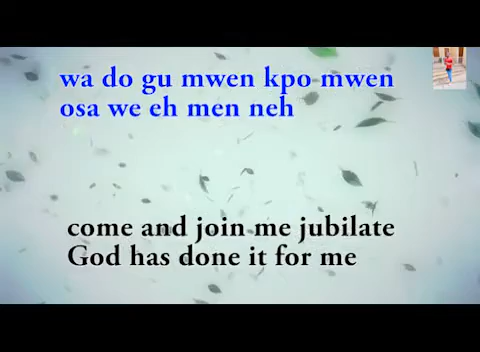 wa do gu mwen kpo mwen
osa we eh men neh
come and join me jubilate
God has done it for me